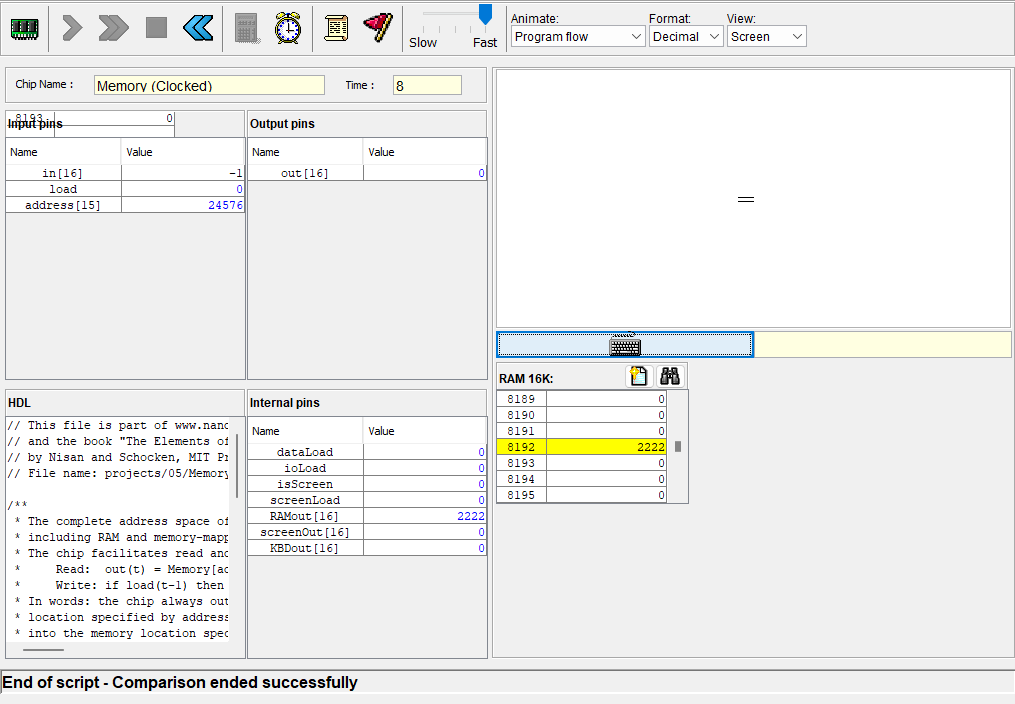 Slow Fast
Animate:
Program flow
Format:
Decimal
View:
Screen
Chip Name :
Memory (Clocked)
Time :
8
8193 0
Input pins
Name Value
in[16] -1
load 0
address[15] 24576
Output pins
Name Value
out[16] 0
HDL
// This file is part of www.nand
// and the book "The Elements of
// by Nisan and Schocken, MIT Pr
// File name: projects/05/Memory
/**
* The complete address space of
* including RAM and memory-mapp
* The chip facilitates read and
* Read: out(t) = Memory[ad
* Write: if load(t-1) then
* In words: the chip always out
* location specified by address
* into the memory location spec
Internal pins
Name Value
dataLoad 0
ioLoad 0
isScreen 0
screenLoad 0
RAMout[16] 2222
screenOut[16] 0
KBDout[16] 0
RAM 16K:
8189 0
8190 0
8191 0
8192 2222
8193 0
8194 0
8195 0
End of script - Comparison ended successfully